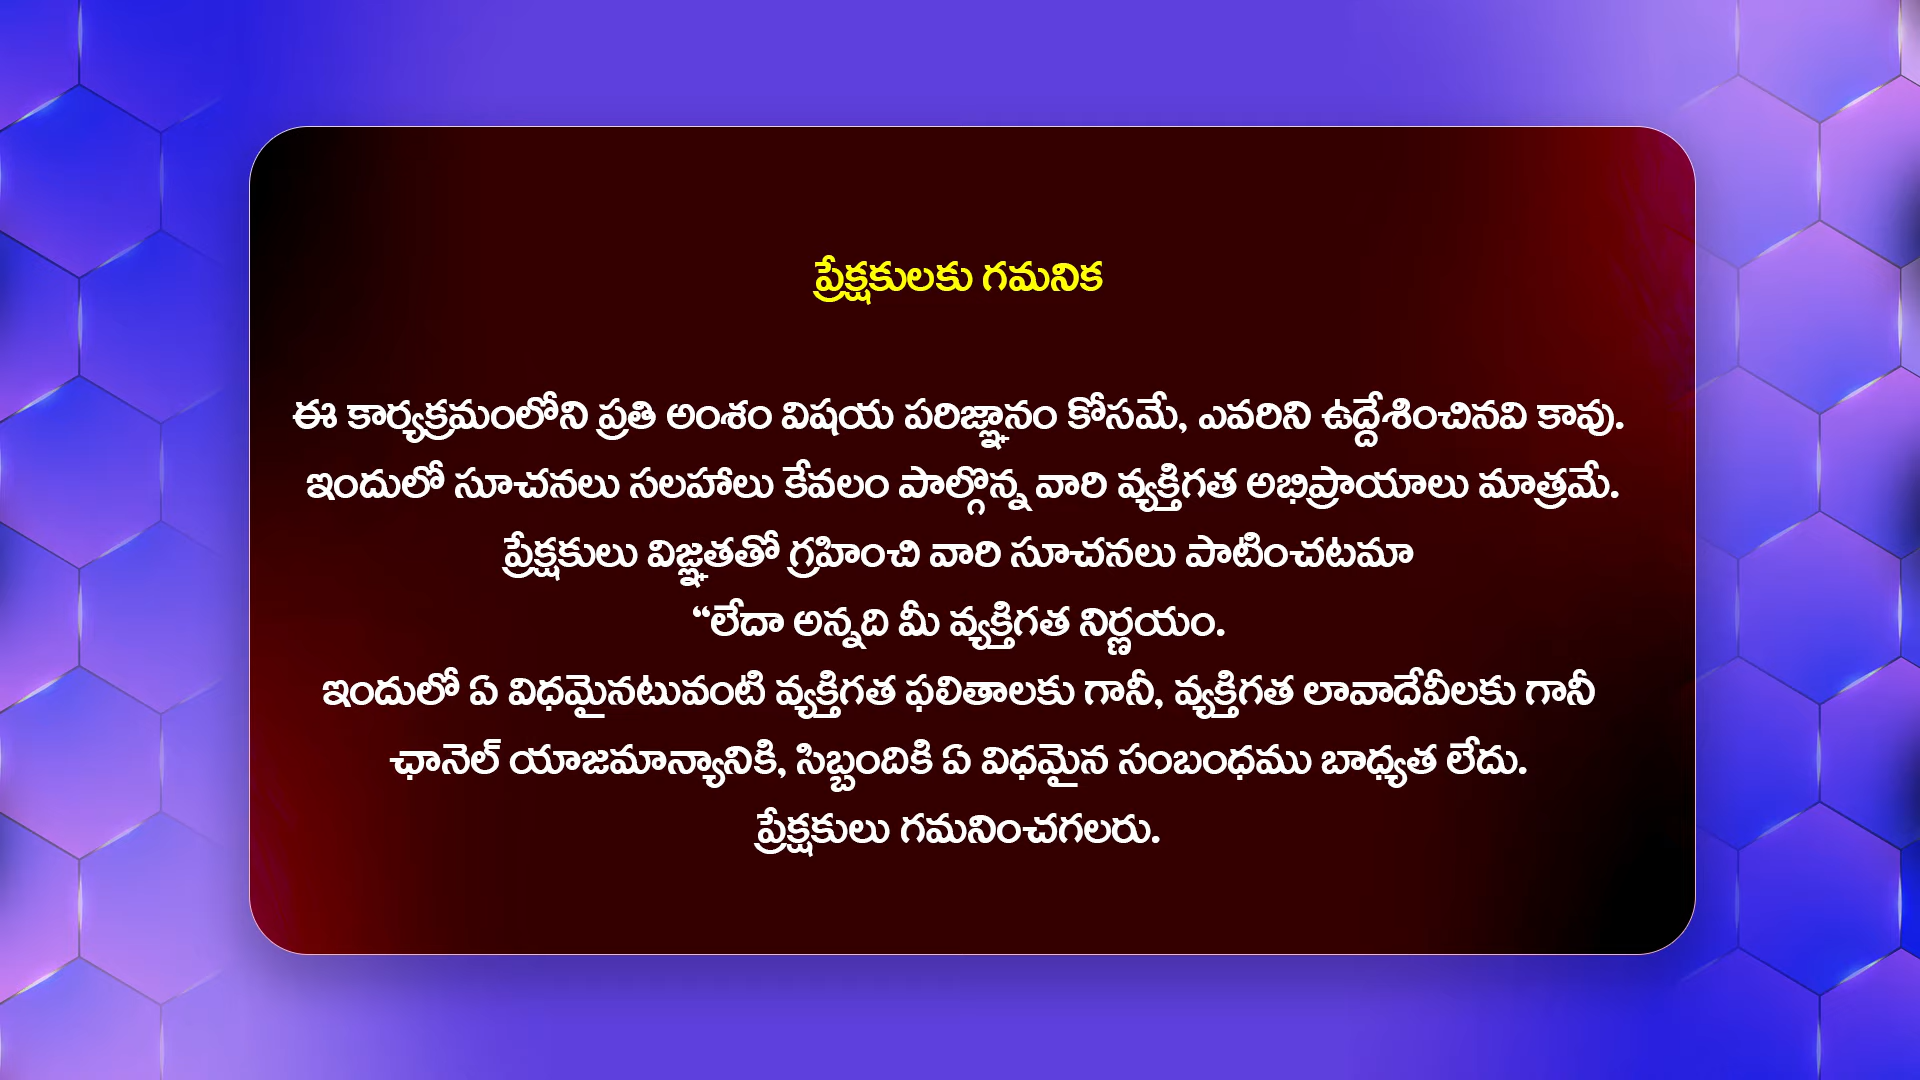 ప్రేక్షకులకు గమనిక
ఈ కార్యక్రమంలోని ప్రతి అంశం విషయ పరిజ్ఞానం కోసమే, ఎవరిని ఉద్దేశించినవి కావు.
ఇందులో సూచనలు సలహాలు కేవలం పాల్గొన్న వారి వ్యక్తిగత అభిప్రాయాలు మాత్రమే.
ప్రేక్షకులు విజ్ఞతతో గ్రహించి వారి సూచనలు పాటించటమా
“లేదా అన్నది మీ వ్యక్తిగత నిర్ణయం.
ఇందులో ఏ విధమైనటువంటి వ్యక్తిగత ఫలితాలకు గానీ, వ్యక్తిగత లావాదేవీలకు గానీ
ఛానెల్ యాజమాన్యానికి, సిబ్బందికి ఏ విధమైన సంబంధము బాధ్యత లేదు.
ప్రేక్షకులు గమనించగలరు.